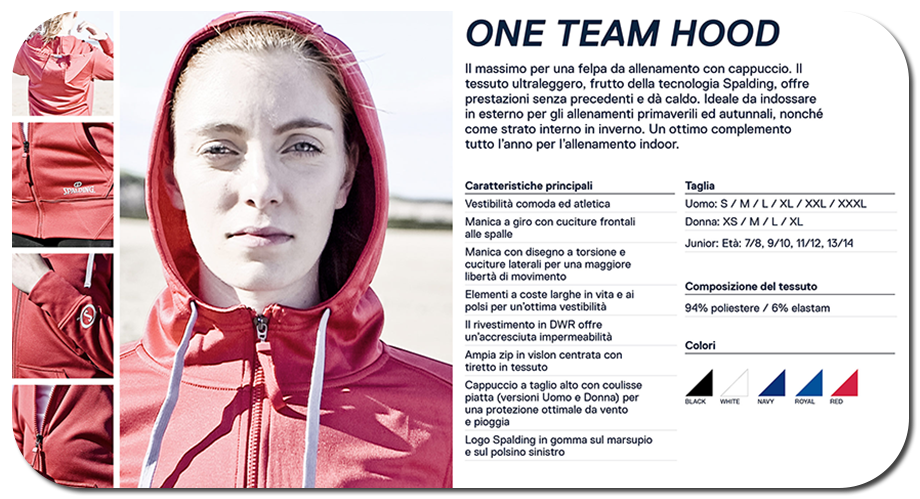 ONE TEAM HOOD
Il massimo per una felpa da allenamento con cappuccio. Il
tessuto ultraleggero, frutto della tecnologia Spalding, offre
prestazioni senza precedenti e dà caldo. Ideale da indossare
in esterno per gli allenamenti primaverili ed autunnali, nonché
come strato interno in inverno. Un ottimo complemento
tutto l'anno per l'allenamento indoor.
Caratteristiche principali
Vestibilità comoda ed atletica
Manica a giro con cuciture frontali
alle spalle
Manica con disegno a torsione e
cuciture laterali per una maggiore
libertà di movimento
Elementi a coste larghe in vita e ai
polsi per un'ottima vestibilità
Il rivestimento in DWR offre
un'accresciuta impermeabilità
Ampia zip in vislon centrata con
tiretto in tessuto
Cappuccio a taglio alto con coulisse
piatta (versioni Uomo e Donna) per
una protezione ottimale da vento
e pioggia
Logo Spalding in gomma sul marsupio
e sul polsino sinistro
Taglia
Uomo: S / M / L / XL / XXL / XXXL
Donna: XS / M / L / XL
Junior: Età: 7/8, 9/10, 11/12, 13/14
Composizione del tessuto
94% poliestere / 6% elastam
Colori
BLACK WHITE NAVY ROYAL RED
SPALDING